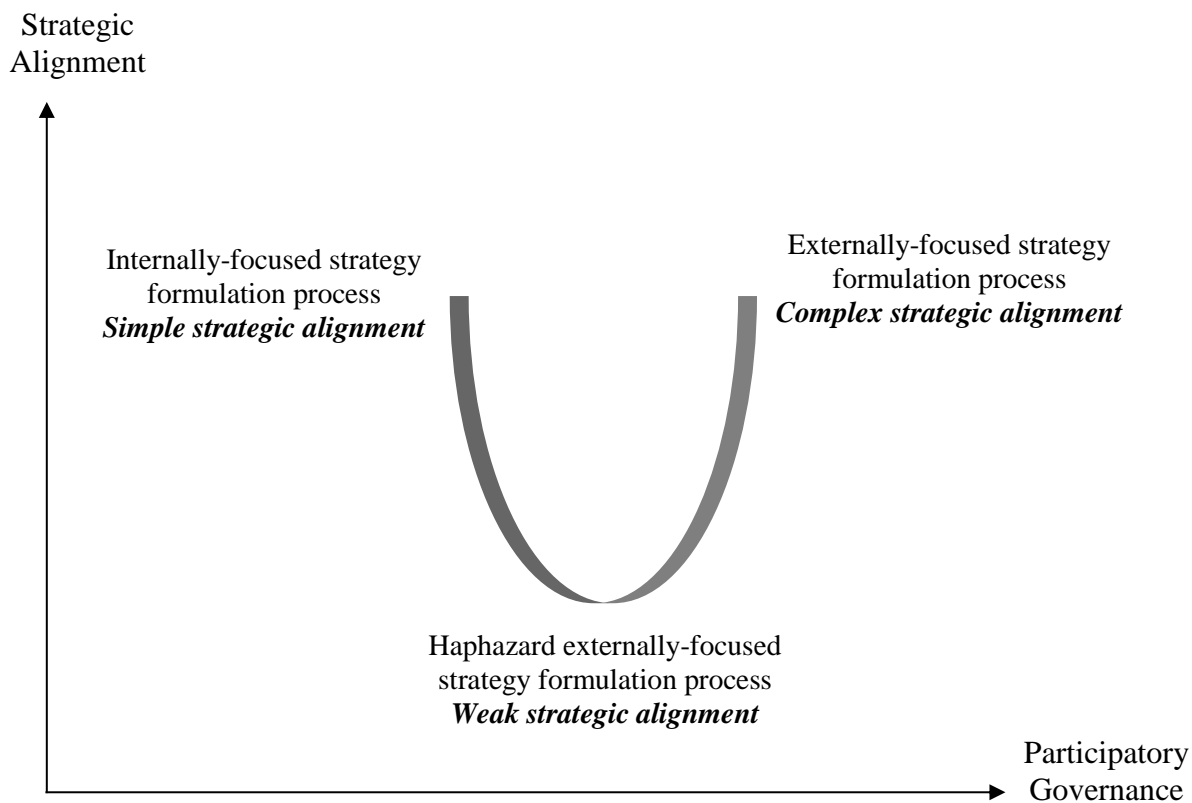 Strategic
Alignment
Internally-focused strategy
formulation process
Simple strategic alignment
Externally-focused strategy
formulation process
Complex strategic alignment
Haphazard externally-focused
strategy formulation process
Weak strategic alignment
Participatory
Governance